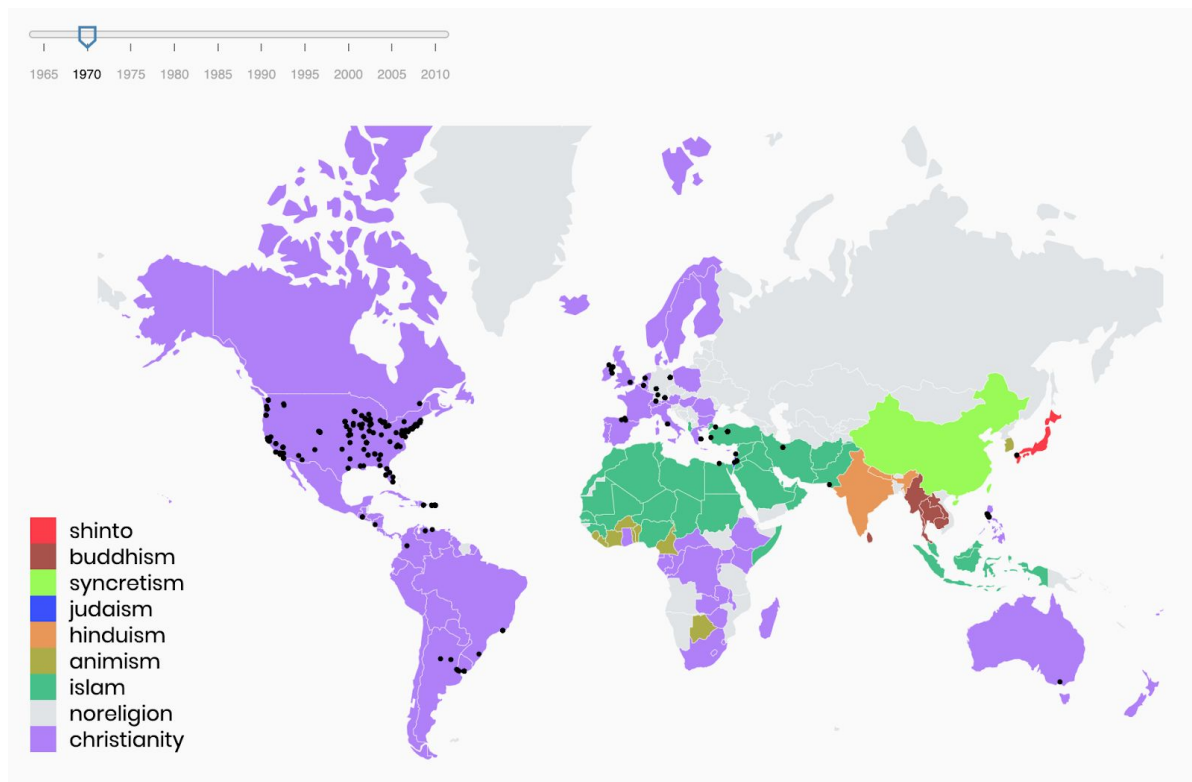 1965 1970 1975 1980 1985 1990 1995 2000 2005 2010
shinto
buddhism
syncretism
judaism
hinduism
animism
islam
noreligion
christianity